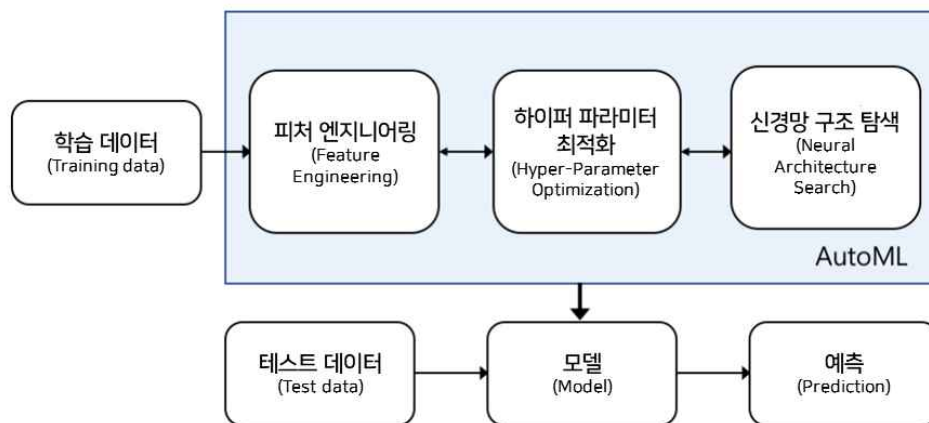 학습 데이터
(Training data)
피처 엔지니어링
(Feature
Engineering)
하이퍼 파라미터
최적화
(Hyper-Parameter
Optimization)
신경망 구조 탐색
(Neural
Architecture
Search)
AutoML
테스트 데이터
(Test data)
모델
(Model)
예측
(Prediction)